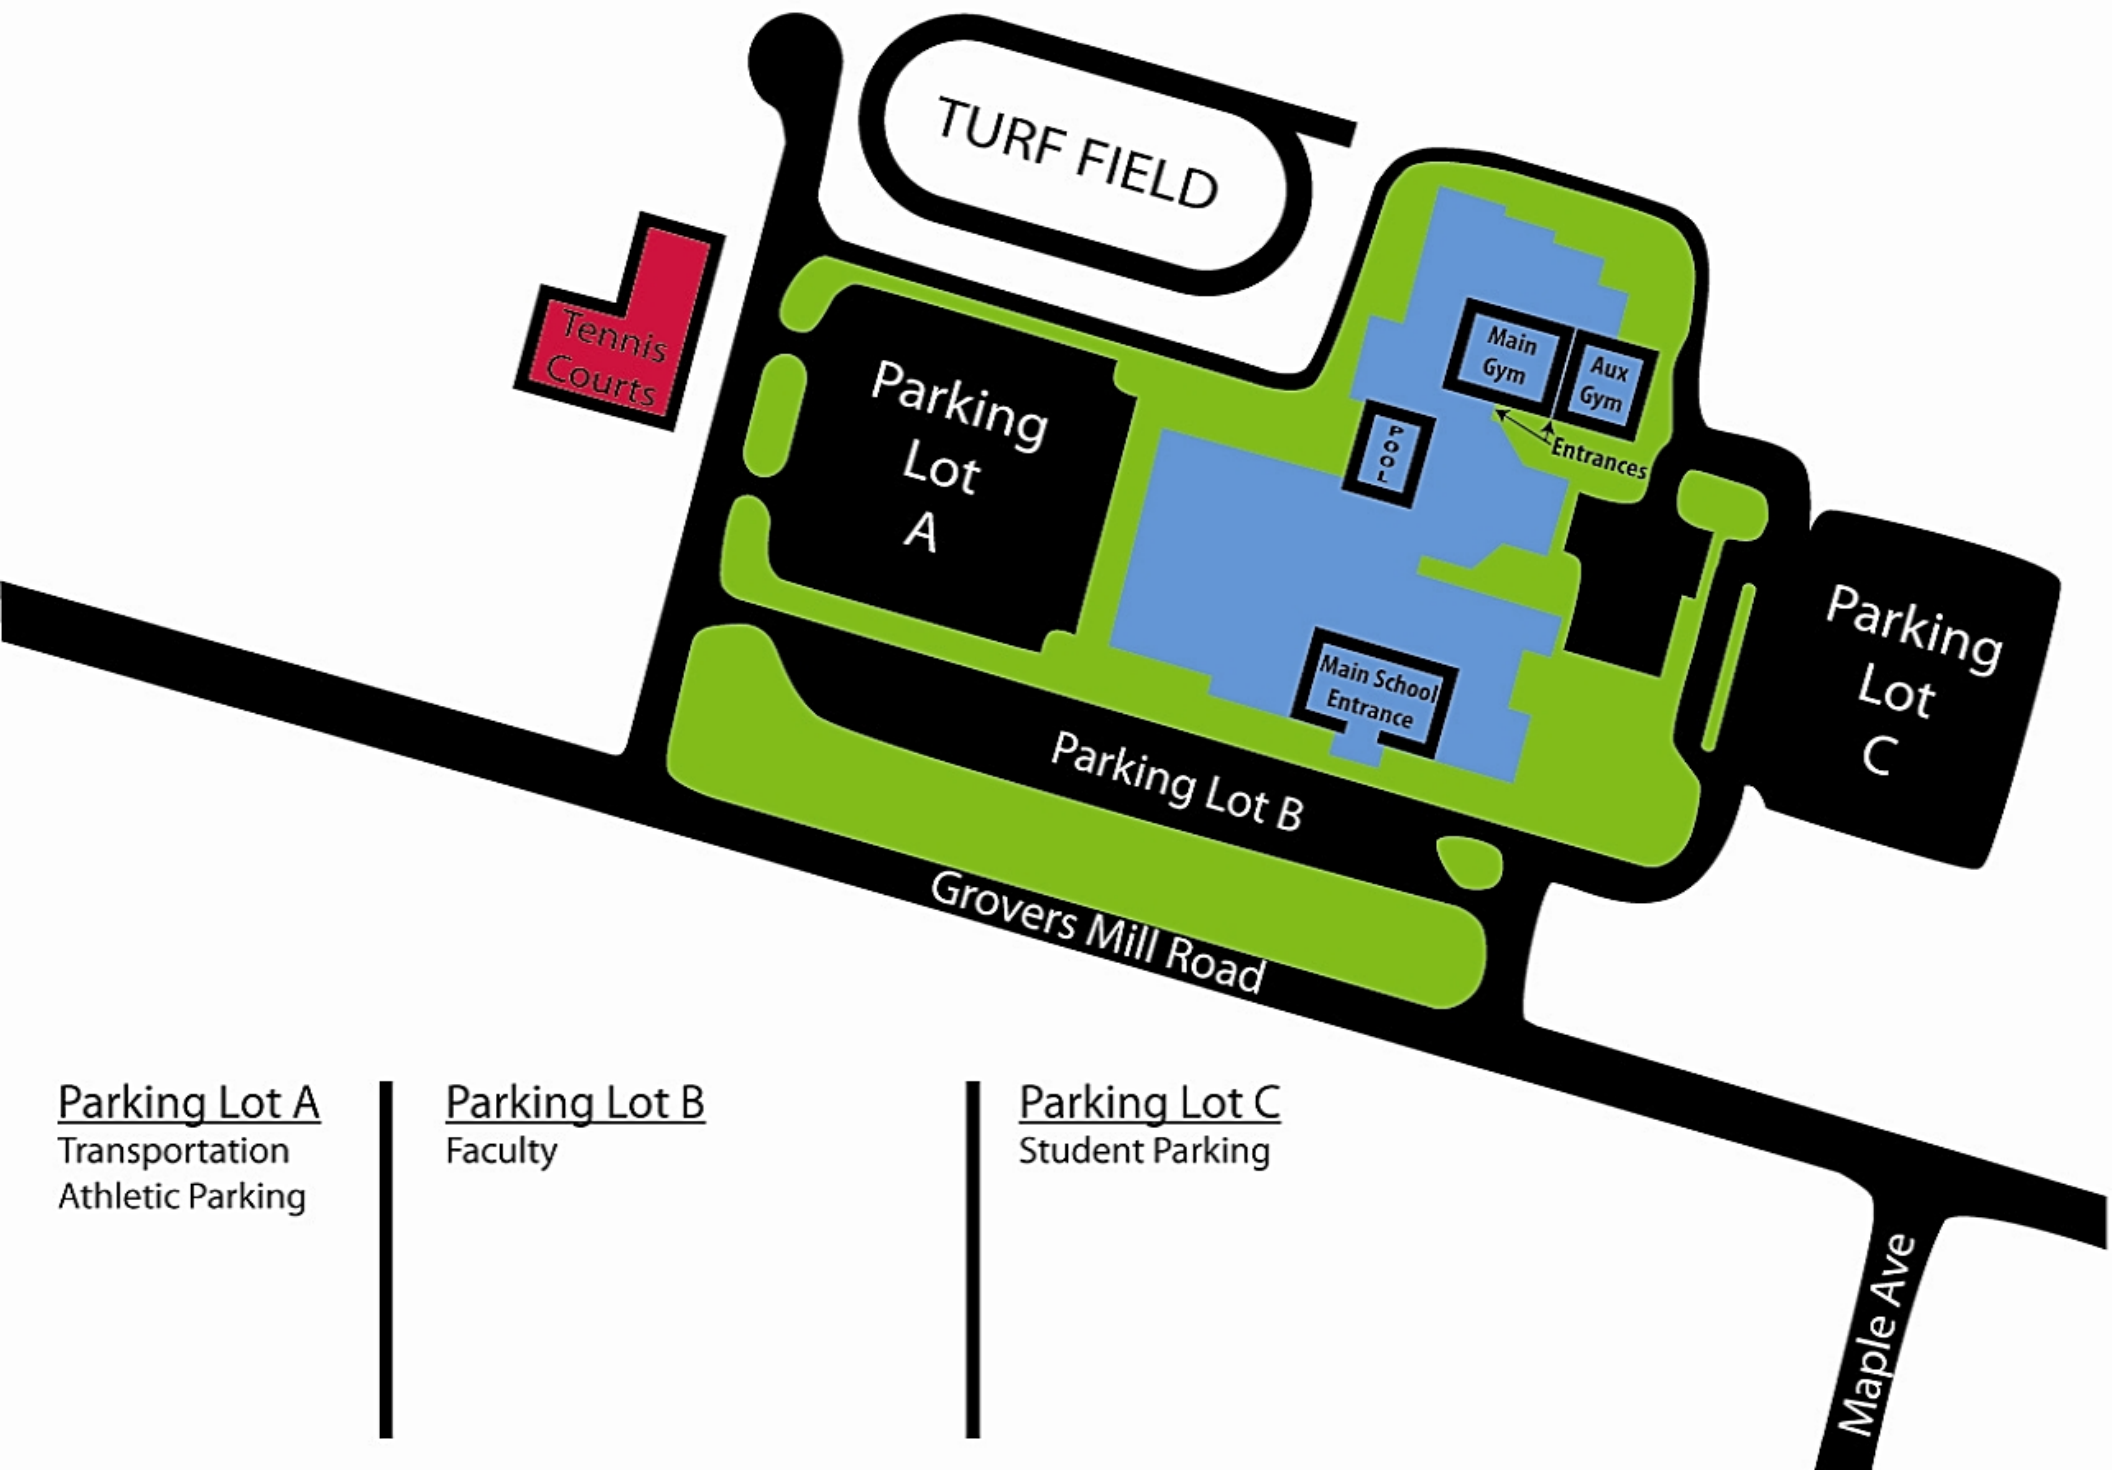 TURF FIELD
Tennis
Courts
Parking
Lot
A
Main
Gym
Aux
Gym
POOL
Entrances
Parking
Lot
C
Main School
Entrance
Parking Lot B
Grovers Mill Road
Maple Ave
Parking Lot A
Transportation
Athletic Parking
Parking Lot B
Faculty
Parking Lot C
Student Parking